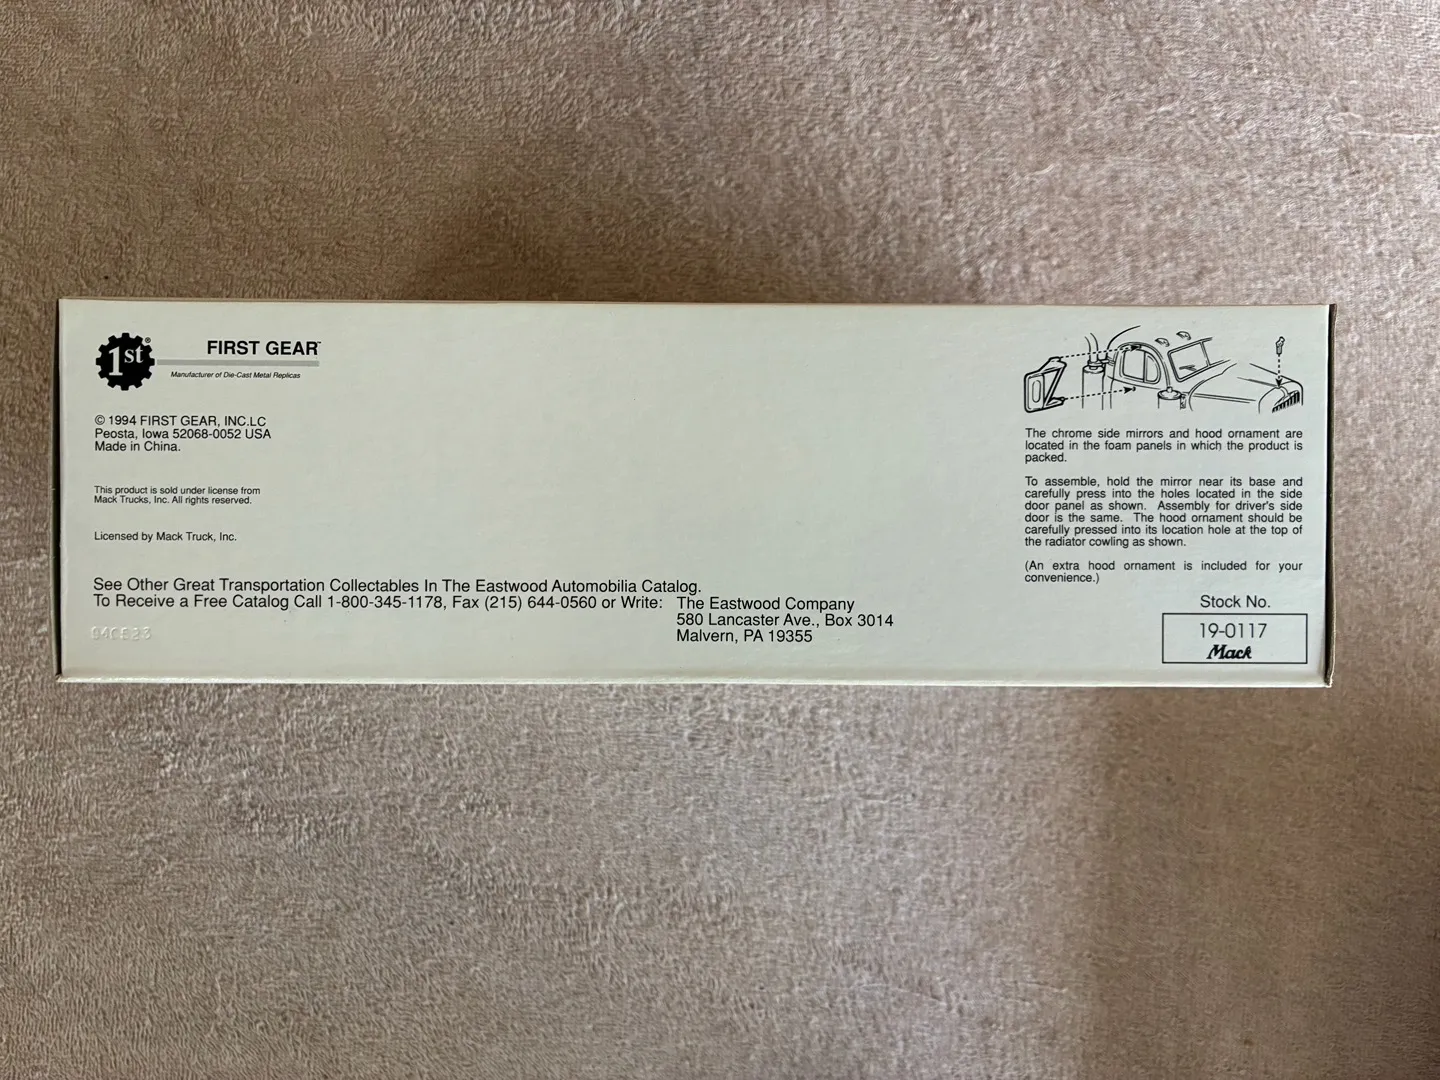 1st®
FIRST GEAR™
Manufacturer of Die-Cast Metal Replicas
© 1994 FIRST GEAR, INC.LC
Peosta, Iowa 52068-0052 USA
Made in China.
This product is sold under license from
Mack Trucks, Inc. All rights reserved.
Licensed by Mack Truck, Inc.
See Other Great Transportation Collectables In The Eastwood Automobilia Catalog.
To Receive a Free Catalog Call 1-800-345-1178, Fax (215) 644-0560 or Write: The Eastwood Company
580 Lancaster Ave., Box 3014
Malvern, PA 19355
The chrome side mirrors and hood ornament are
located in the foam panels in which the product is
packed.
To assemble, hold the mirror near its base and
carefully press into the holes located in the side
door panel as shown. Assembly for driver's side
door is the same. The hood ornament should be
carefully pressed into its location hole at the top of
the radiator cowling as shown.
(An extra hood ornament is included for your
convenience.)
Stock No.
19-0117
Mack